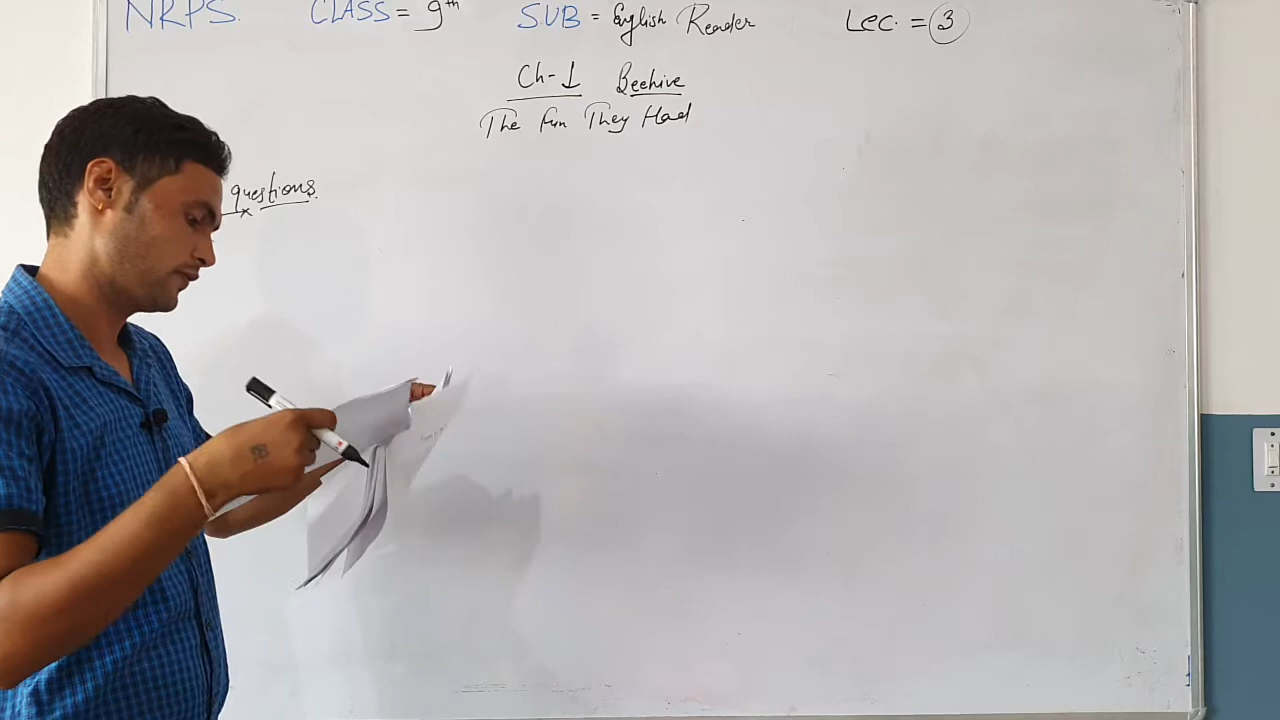 NRPS. CLASS = 9th SUB = English Reader Lec. = 3
Ch-1 Beehive
The Fun They Had
questions.